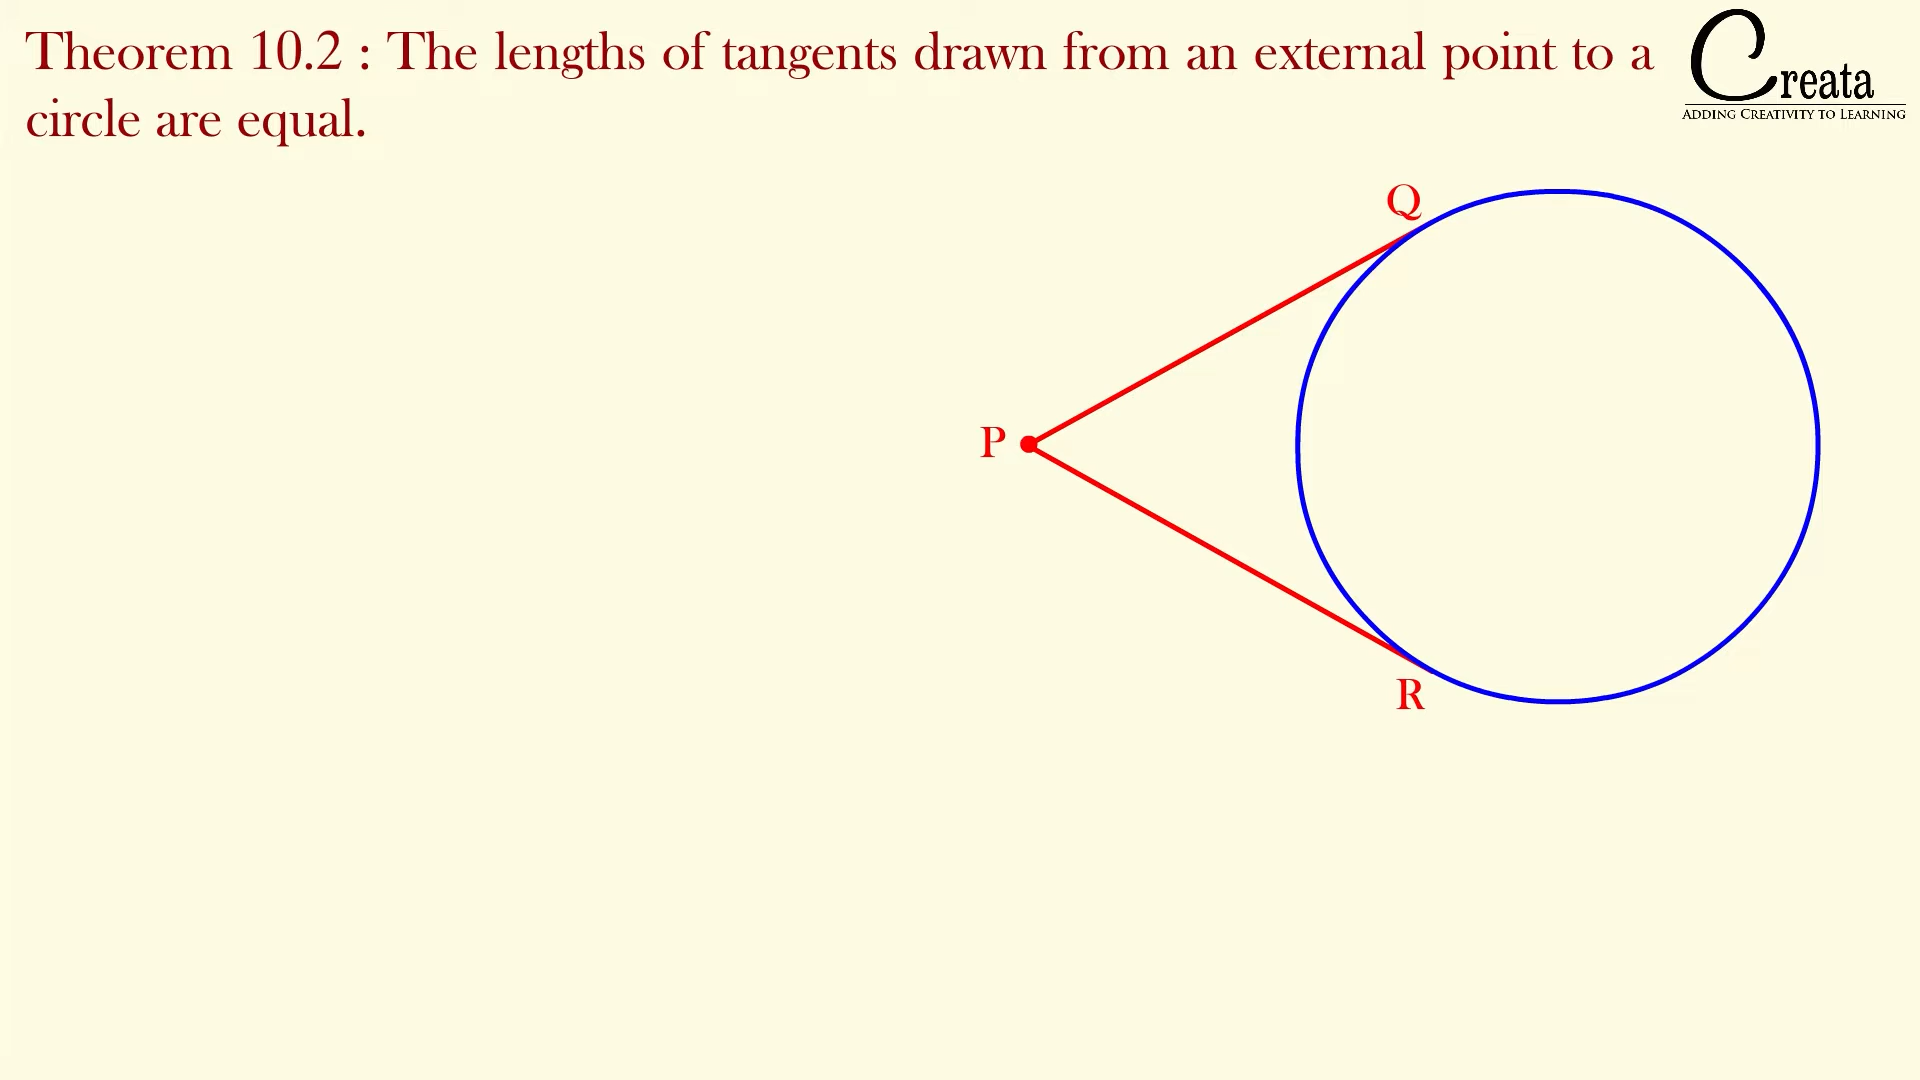 Theorem 10.2 : The lengths of tangents drawn from an external point to a
circle are equal.
Creata
ADDING CREATIVITY TO LEARNING
Q
P
R